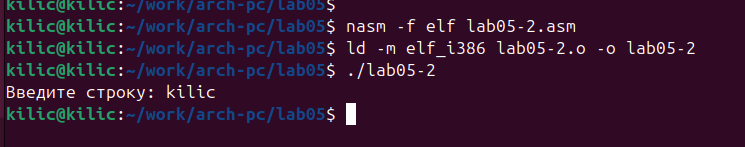 kilic@kilic:~/work/arch-pc/lab05$
kilic@kilic:~/work/arch-pc/lab05$ nasm -f elf lab05-2.asm
kilic@kilic:~/work/arch-pc/lab05$ ld -m elf_i386 lab05-2.o -o lab05-2
kilic@kilic:~/work/arch-pc/lab05$ ./lab05-2
Введите строку: kilic
kilic@kilic:~/work/arch-pc/lab05$